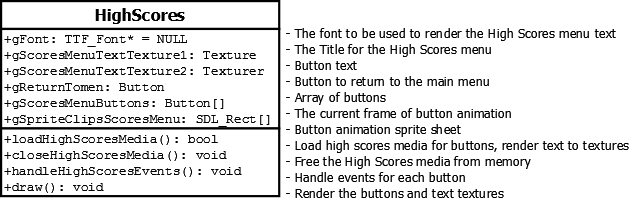 HighScores
+gFont: TTF_Font* = NULL
+gScoresMenuTextTexture1: Texture
+gScoresMenuTextTexture2: Texturer
+gReturnTomen: Button
+gScoresMenuButtons: Button[]
+gSpriteClipsScoresMenu: SDL_Rect[]
+loadHighScoresMedia(): bool
+closeHighScoresMedia(): void
+handleHighScoresEvents(): void
+draw(): void
- The font to be used to render the High Scores menu text
- The Title for the High Scores menu
- Button text
- Button to return to the main menu
- Array of buttons
- The current frame of button animation
- Button animation sprite sheet
- Load high scores media for buttons, render text to textures
- Free the High Scores media from memory
- Handle events for each button
- Render the buttons and text textures